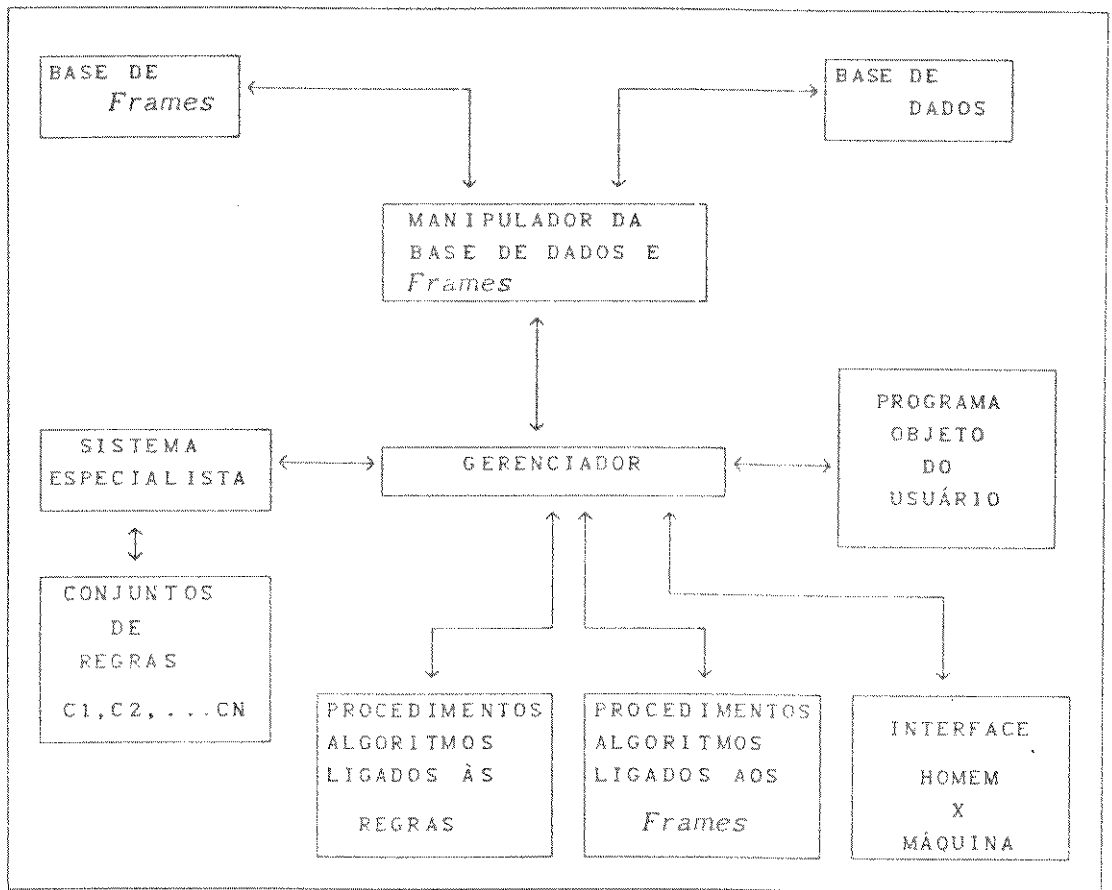 BASE DE
Frames
BASE DE
DADOS
MANIPULADOR DA
BASE DE DADOS E
Frames
SISTEMA
ESPECIALISTA
GERENCIADOR
PROGRAMA
OBJETO
DO
USUÁRIO
CONJUNTOS
DE
REGRAS
C1,C2,...CN
PROCEDIMENTOS
ALGORITMOS
LIGADOS ÀS
REGRAS
PROCEDIMENTOS
ALGORITMOS
LIGADOS AOS
Frames
INTERFACE
HOMEM
X
MÁQUINA